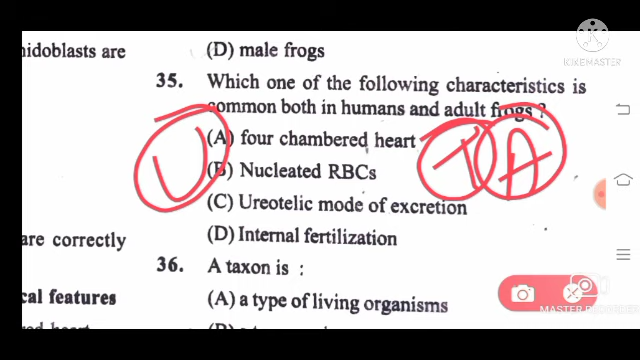 KINEMASTER
nidoblasts are
(D) male frogs
35. Which one of the following characteristics is
common both in humans and adult frogs ?
(A) four chambered heart
(B) Nucleated RBCs
(C) Ureotelic mode of excretion
(D) Internal fertilization
are correctly
36. A taxon is :
cal features
(A) a type of living organisms
U
T
A